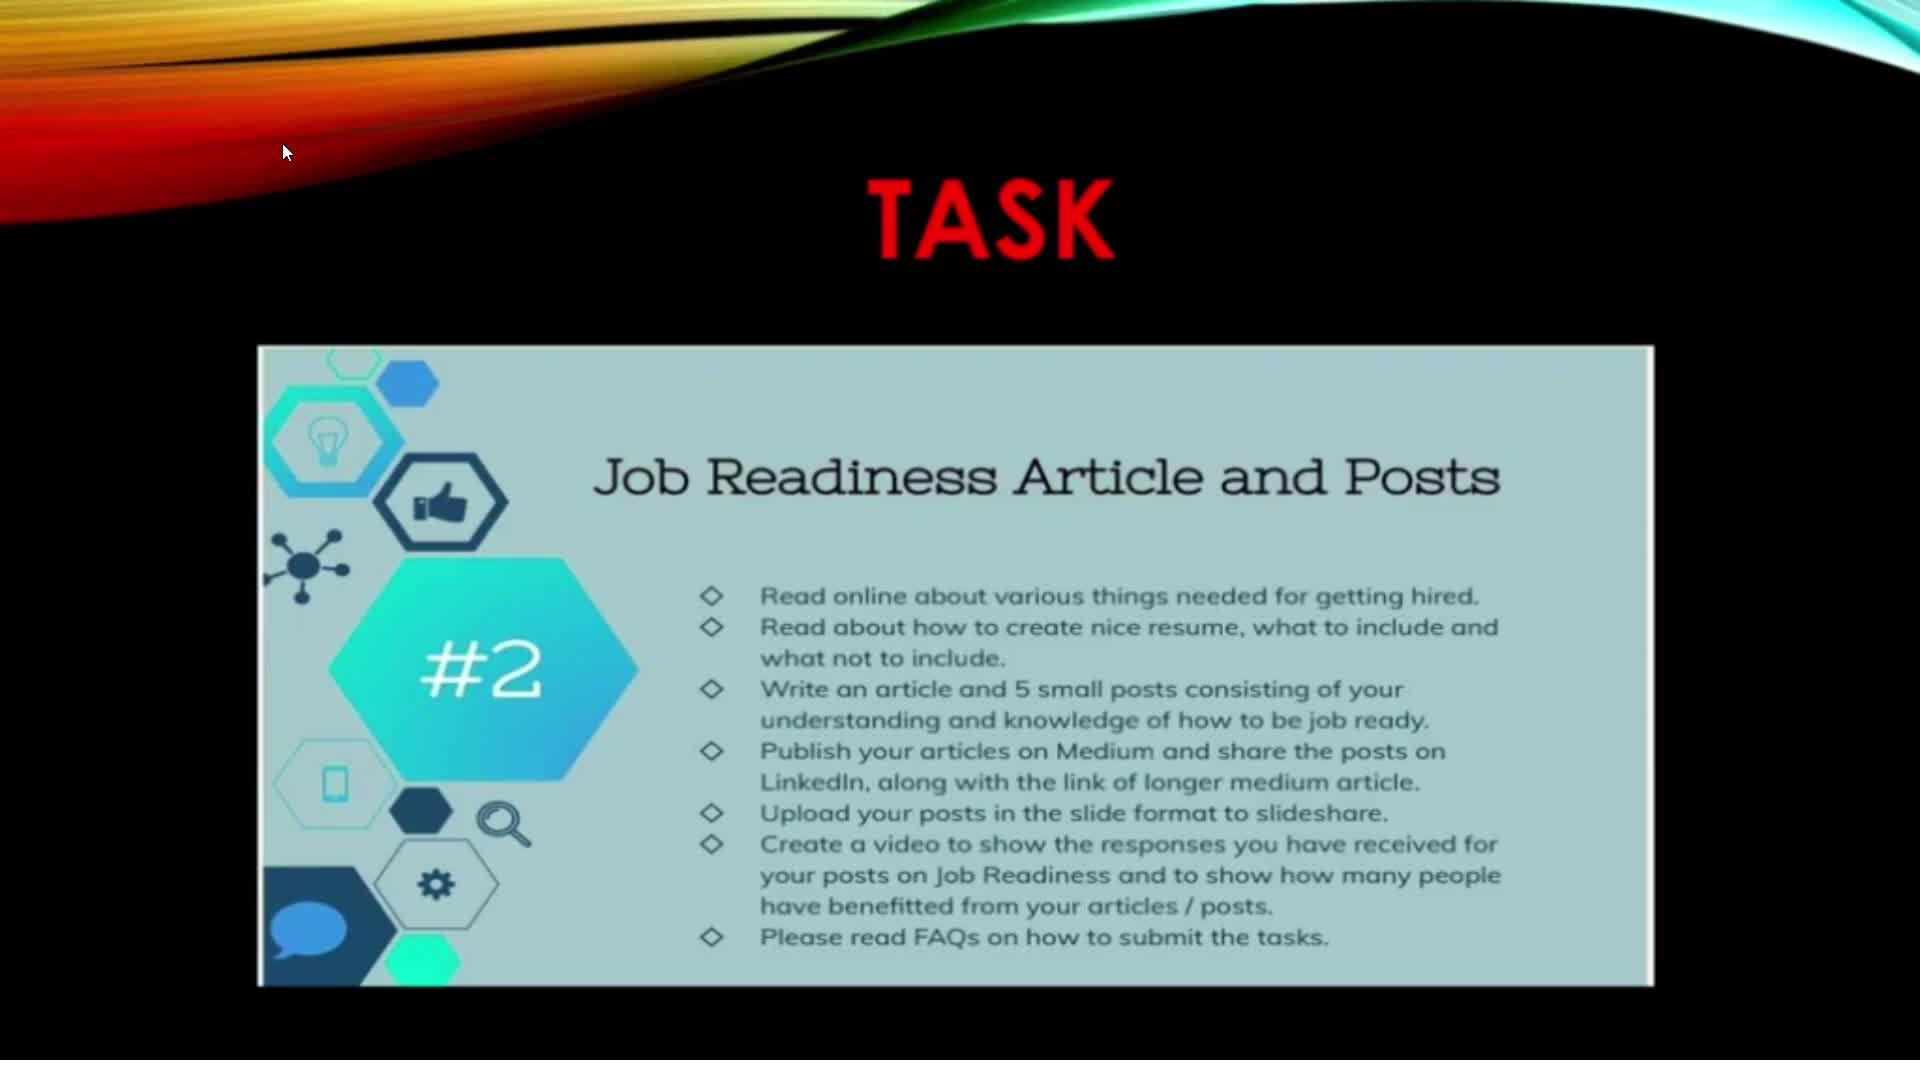 TASK
Job Readiness Article and Posts
#2
Read online about various things needed for getting hired.
Read about how to create nice resume, what to include and
what not to include.
Write an article and 5 small posts consisting of your
understanding and knowledge of how to be job ready.
Publish your articles on Medium and share the posts on
LinkedIn, along with the link of longer medium article.
Upload your posts in the slide format to slideshare.
Create a video to show the responses you have received for
your posts on Job Readiness and to show how many people
have benefitted from your articles / posts.
Please read FAQs on how to submit the tasks.